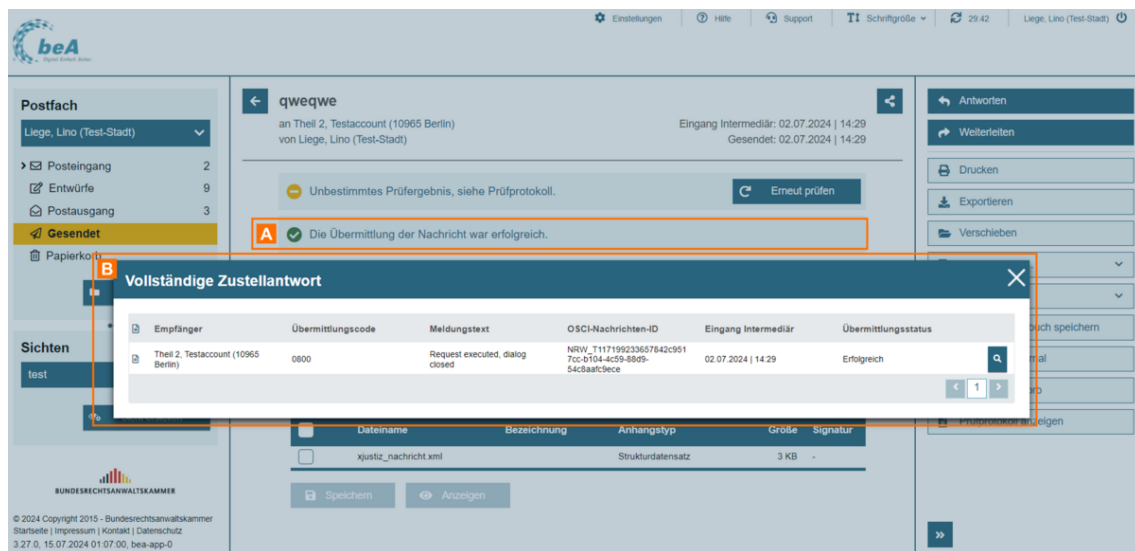 Einstellungen
Hilfe
Support
Schriftgröße
29:42
Liege, Lino (Test-Stadt)
beA
Digital. Einfach. Sicher.
Postfach
Liege, Lino (Test-Stadt)
Posteingang 2
Entwürfe 9
Postausgang 3
Gesendet
Papierkorb
Sichten
test
BUNDESRECHTSANWALTSKAMMER
© 2024 Copyright 2015 - Bundesrechtsanwaltskammer
Startseite | Impressum | Kontakt | Datenschutz
3.27.0, 15.07.2024 01:07:00, bea-app-0
qweqwe
an Theil 2, Testaccount (10965 Berlin)
von Liege, Lino (Test-Stadt)
Eingang Intermediär: 02.07.2024 | 14:29
Gesendet: 02.07.2024 | 14:29
Unbestimmtes Prüfergebnis, siehe Prüfprotokoll.
Erneut prüfen
A
Die Übermittlung der Nachricht war erfolgreich.
B
Vollständige Zustellantwort
Empfänger Übermittlungscode Meldungstext OSCI-Nachrichten-ID Eingang Intermediär Übermittlungsstatus
Theil 2, Testaccount (10965
Berlin)
0800
Request executed, dialog
closed
NRW_T117199233657842c951
7cc-b104-4c59-88d9-
54c8aafc9ece
02.07.2024 | 14:29
Erfolgreich
1
Dateiname Bezeichnung Anhangstyp Größe Signatur
xjustiz_nachricht.xml Strukturdatensatz 3 KB -
Speichern
Anzeigen
Antworten
Weiterleiten
Drucken
Exportieren
Verschieben
speichern
Prüfprotokoll anzeigen